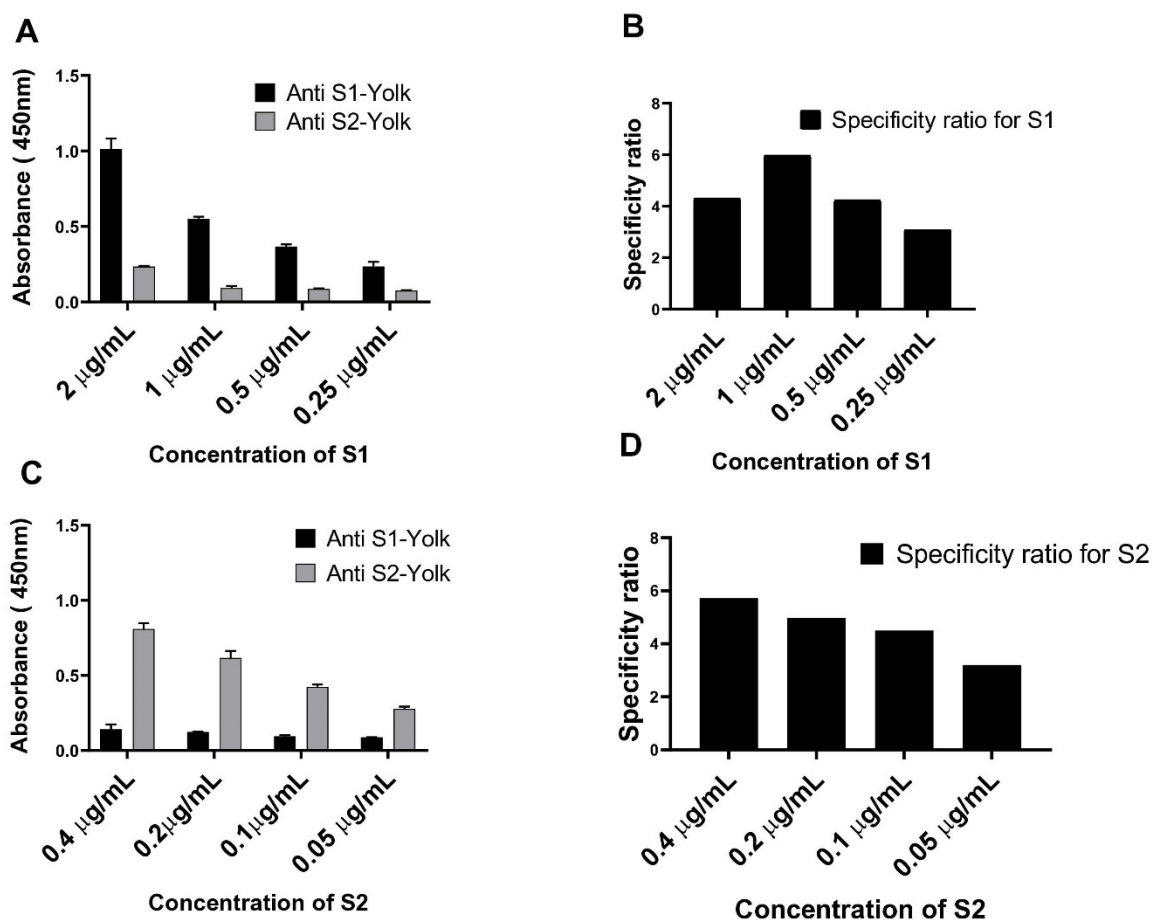 A
Absorbance ( 450nm)
1.5
1.0
0.5
0.0
Anti S1-Yolk
Anti S2-Yolk
2 μg/mL
1 μg/mL
0.5 μg/mL
0.25 μg/mL
Concentration of S1
B
Specificity ratio
8
6
4
2
0
Specificity ratio for S1
2 μg/mL
1 μg/mL
0.5 μg/mL
0.25 μg/mL
Concentration of S1
C
Absorbance ( 450nm)
1.5
1.0
0.5
0.0
Anti S1-Yolk
Anti S2-Yolk
0.4 μg/mL
0.2μg/mL
0.1μg/mL
0.05 μg/mL
Concentration of S2
D
Specificity ratio
8
6
4
2
0
Specificity ratio for S2
0.4 μg/mL
0.2 μg/mL
0.1 μg/mL
0.05 μg/mL
Concentration of S2